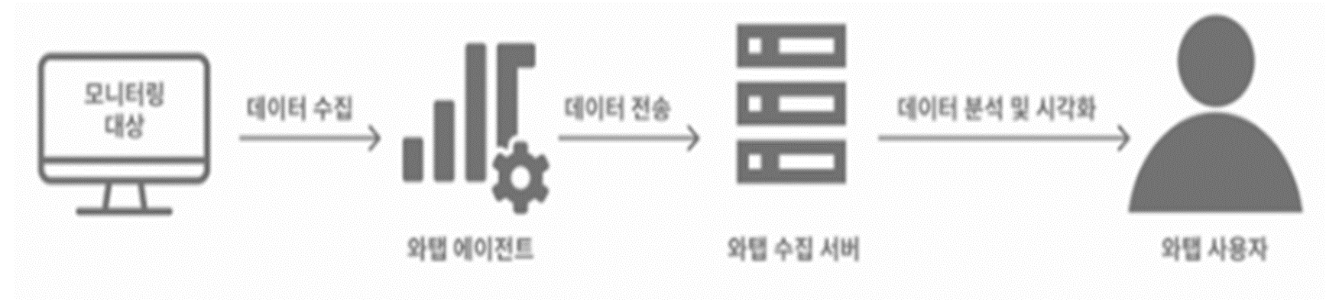 모니터링
대상
데이터 수집
와탭 에이전트
데이터 전송
와탭 수집 서버
데이터 분석 및 시각화
와탭 사용자